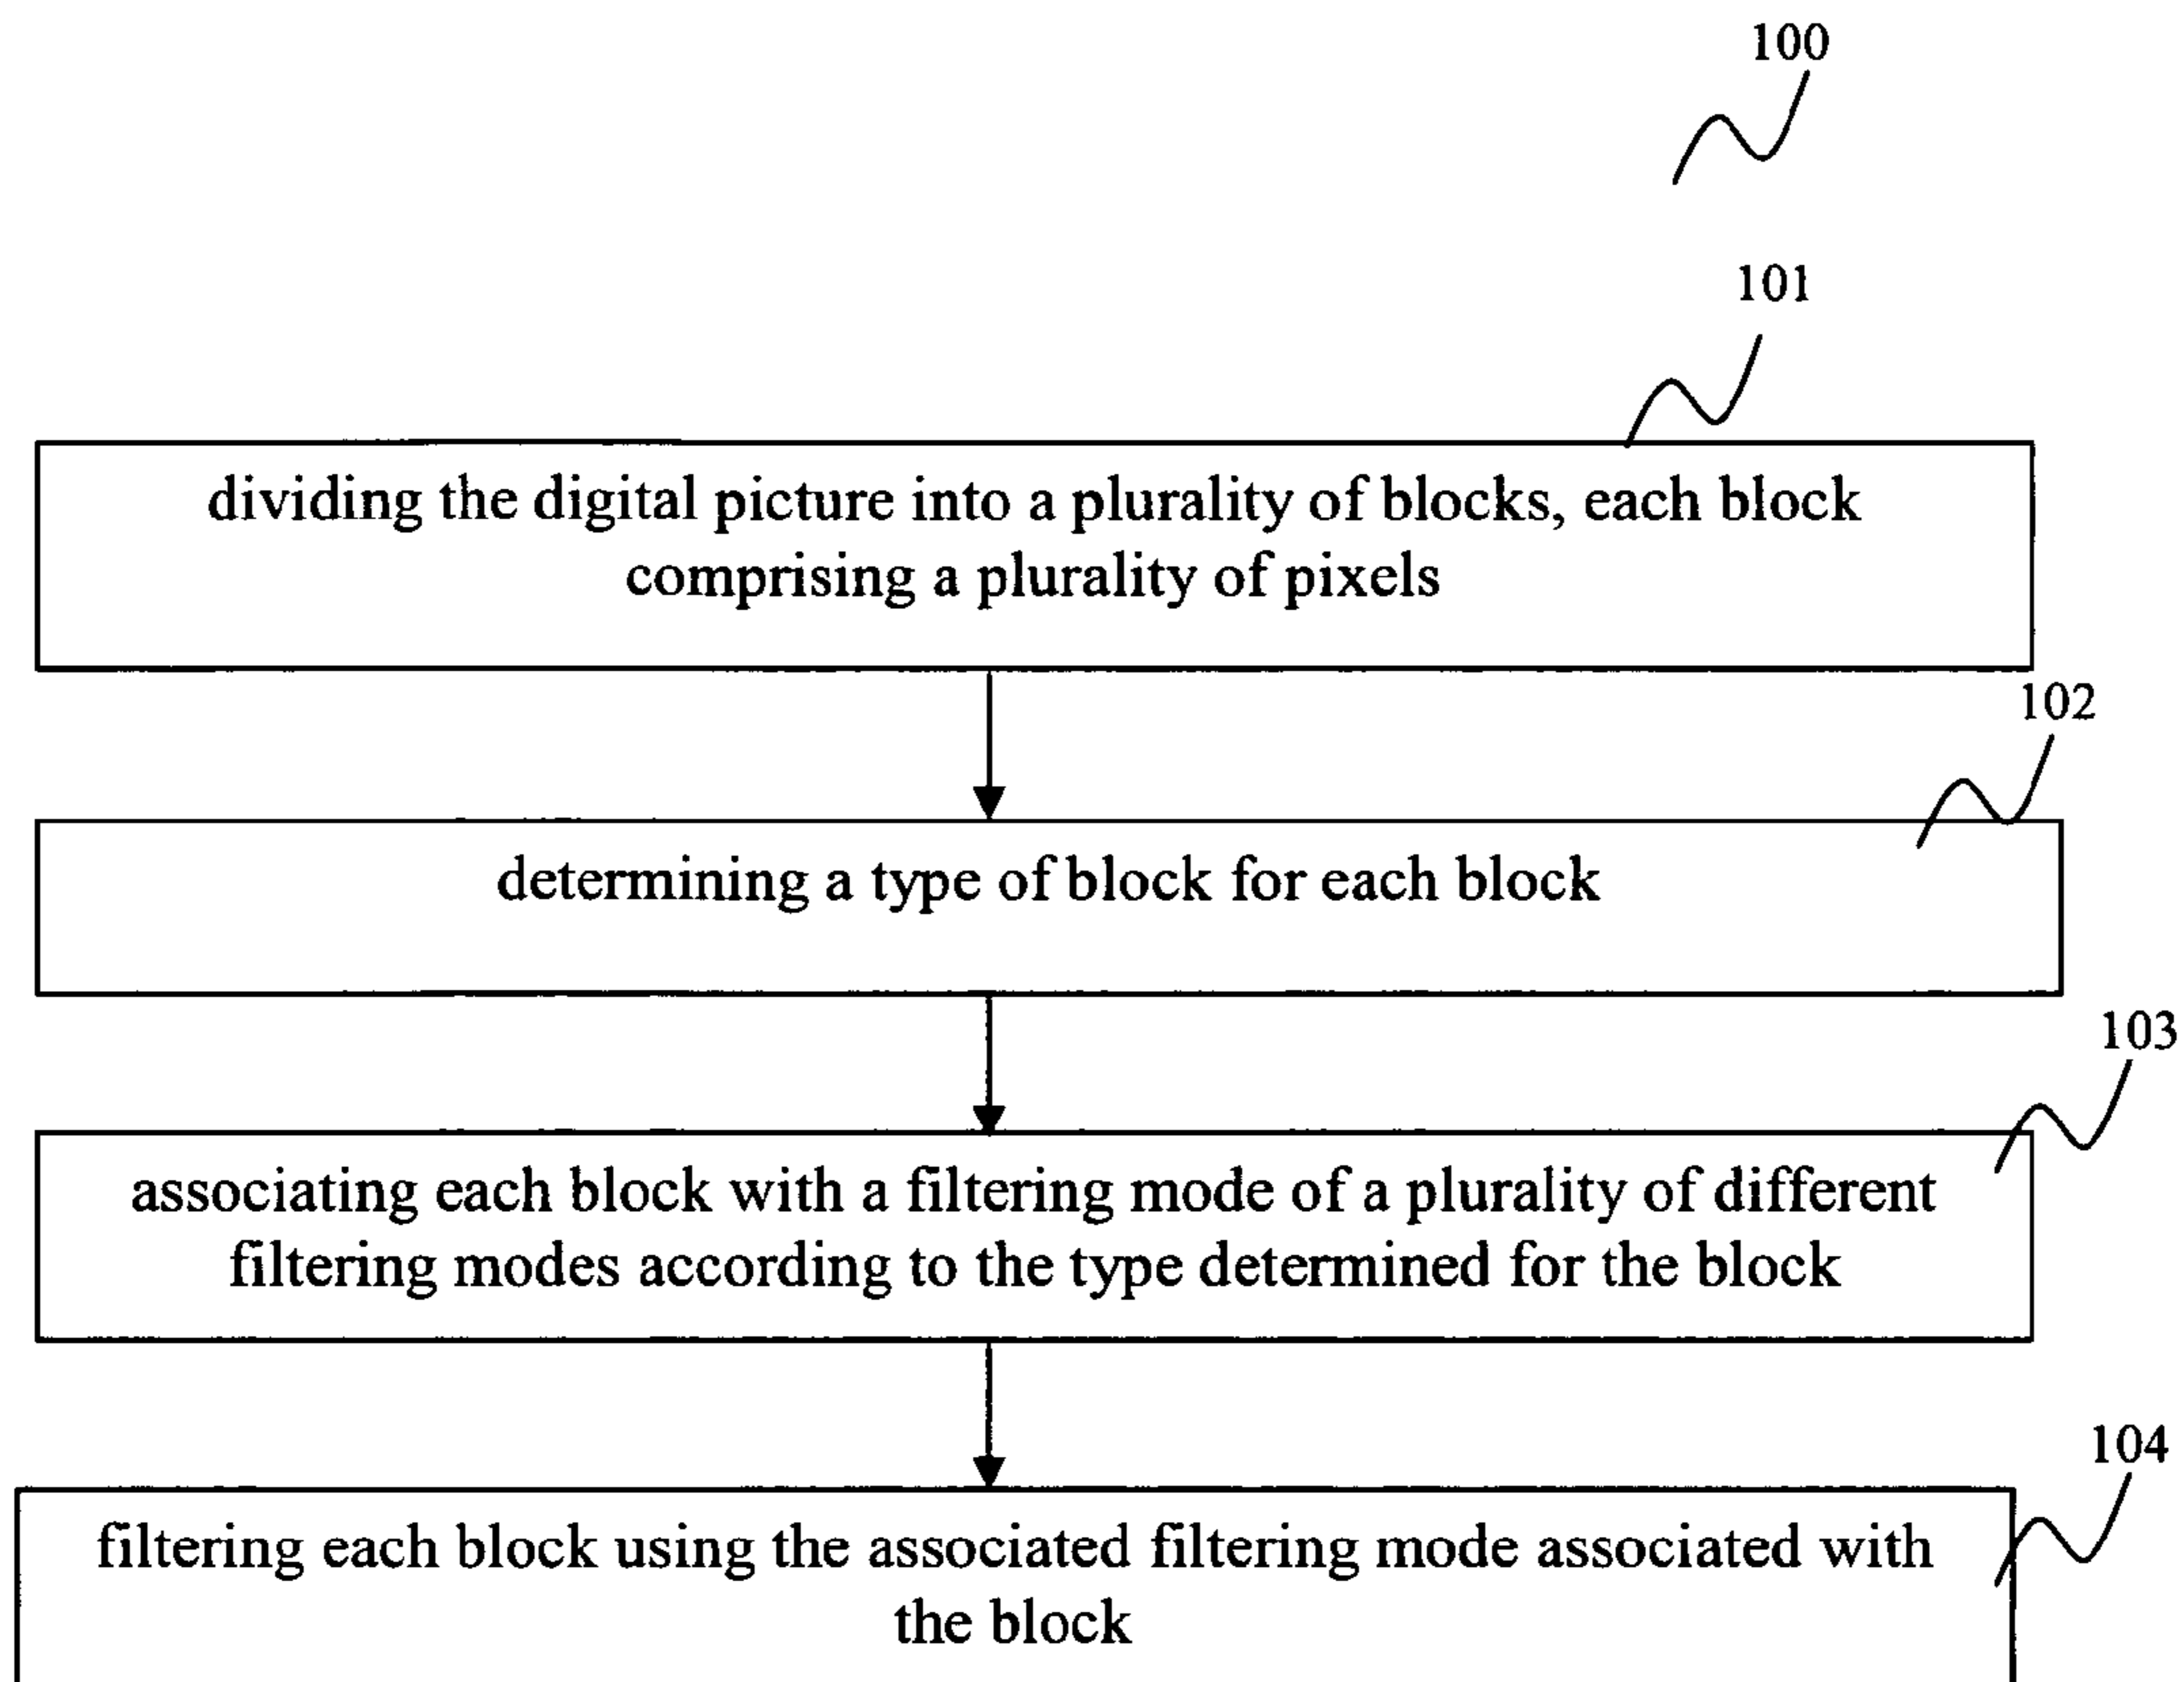 100
101
dividing the digital picture into a plurality of blocks, each block
comprising a plurality of pixels
102
determining a type of block for each block
103
associating each block with a filtering mode of a plurality of different
filtering modes according to the type determined for the block
104
filtering each block using the associated filtering mode associated with
the block